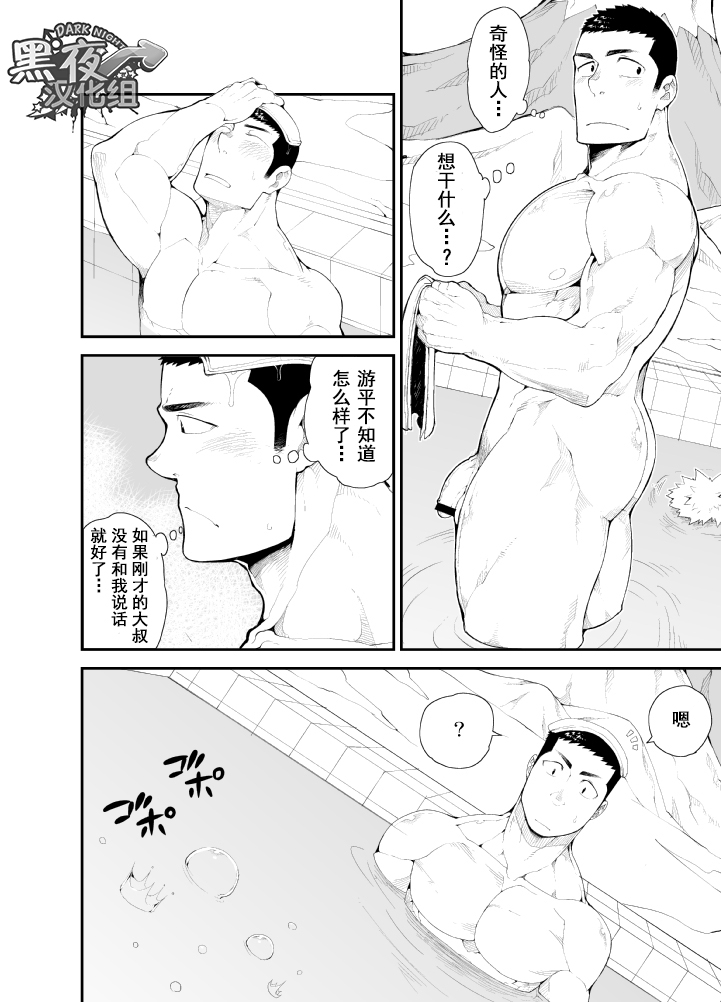 DARK NIGHT
黑夜
汉化组
奇怪的
人…
想干什
么…?
游平不知道
怎么样了…
如果刚才的大叔
没有和我说话
就好了…
嗯
?
ゴポ
ゴポ